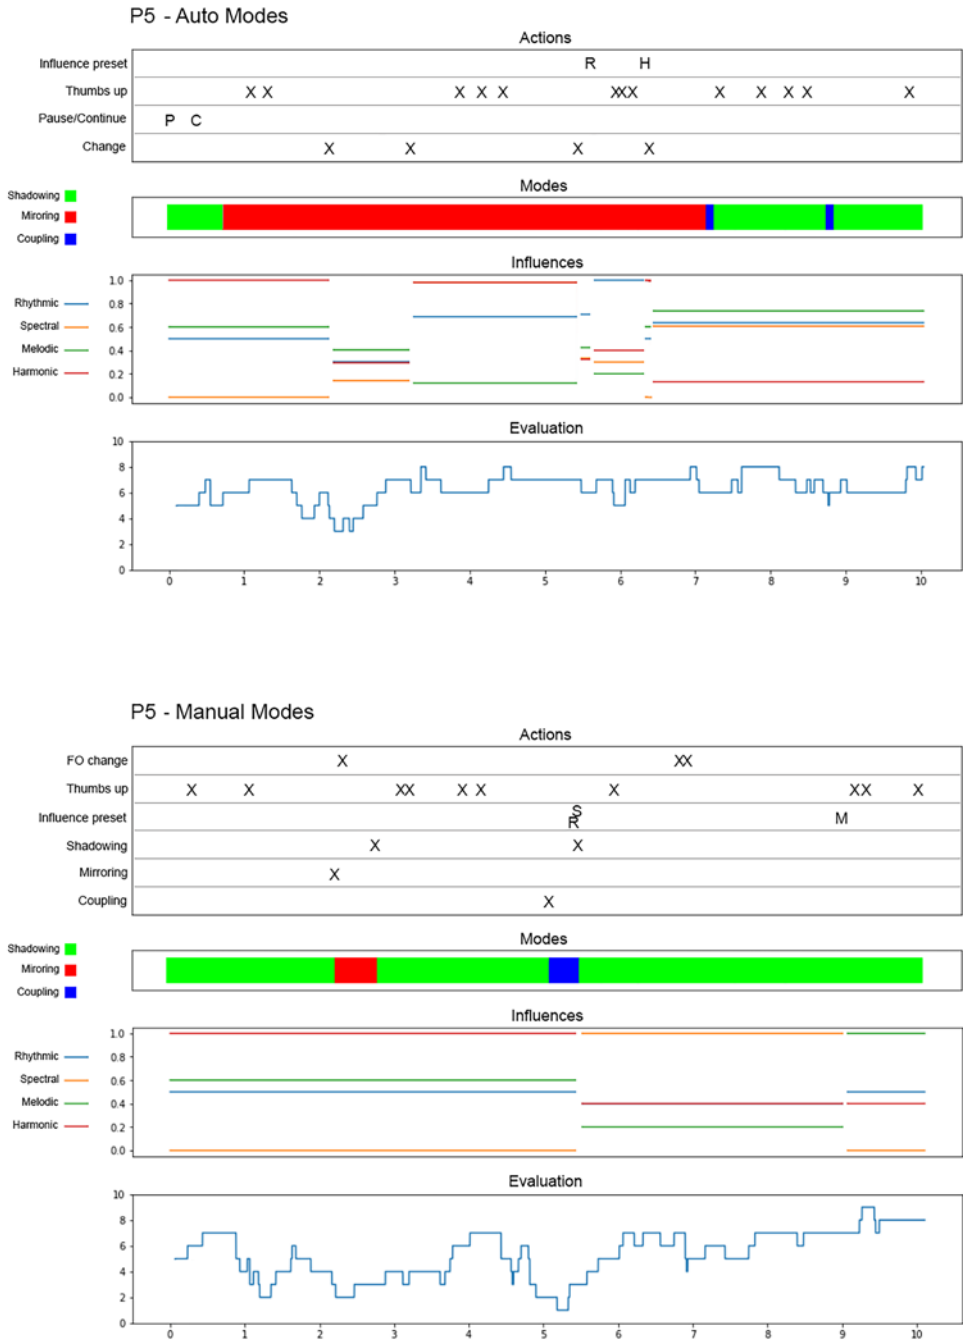 P5 - Auto Modes
Actions
Influence preset R H
Thumbs up X X X X X X X X X X X X X
Pause/Continue P C
Change X X X X
Modes
Shadowing
Miroring
Coupling
Influences
1.0
0.8
Rhythmic
Spectral 0.6
Melodic 0.4
Harmonic 0.2
0.0
Evaluation
10
8
6
4
2
0
0 1 2 3 4 5 6 7 8 9 10
P5 - Manual Modes
Actions
FO change X XX
Thumbs up X X X X X X X X X X
Influence preset R S M
Shadowing X X
Mirroring X
Coupling X
Modes
Shadowing
Miroring
Coupling
Influences
1.0
Rhythmic 0.8
Spectral 0.6
Melodic 0.4
Harmonic 0.2
0.0
Evaluation
10
8
6
4
2
0
0 1 2 3 4 5 6 7 8 9 10